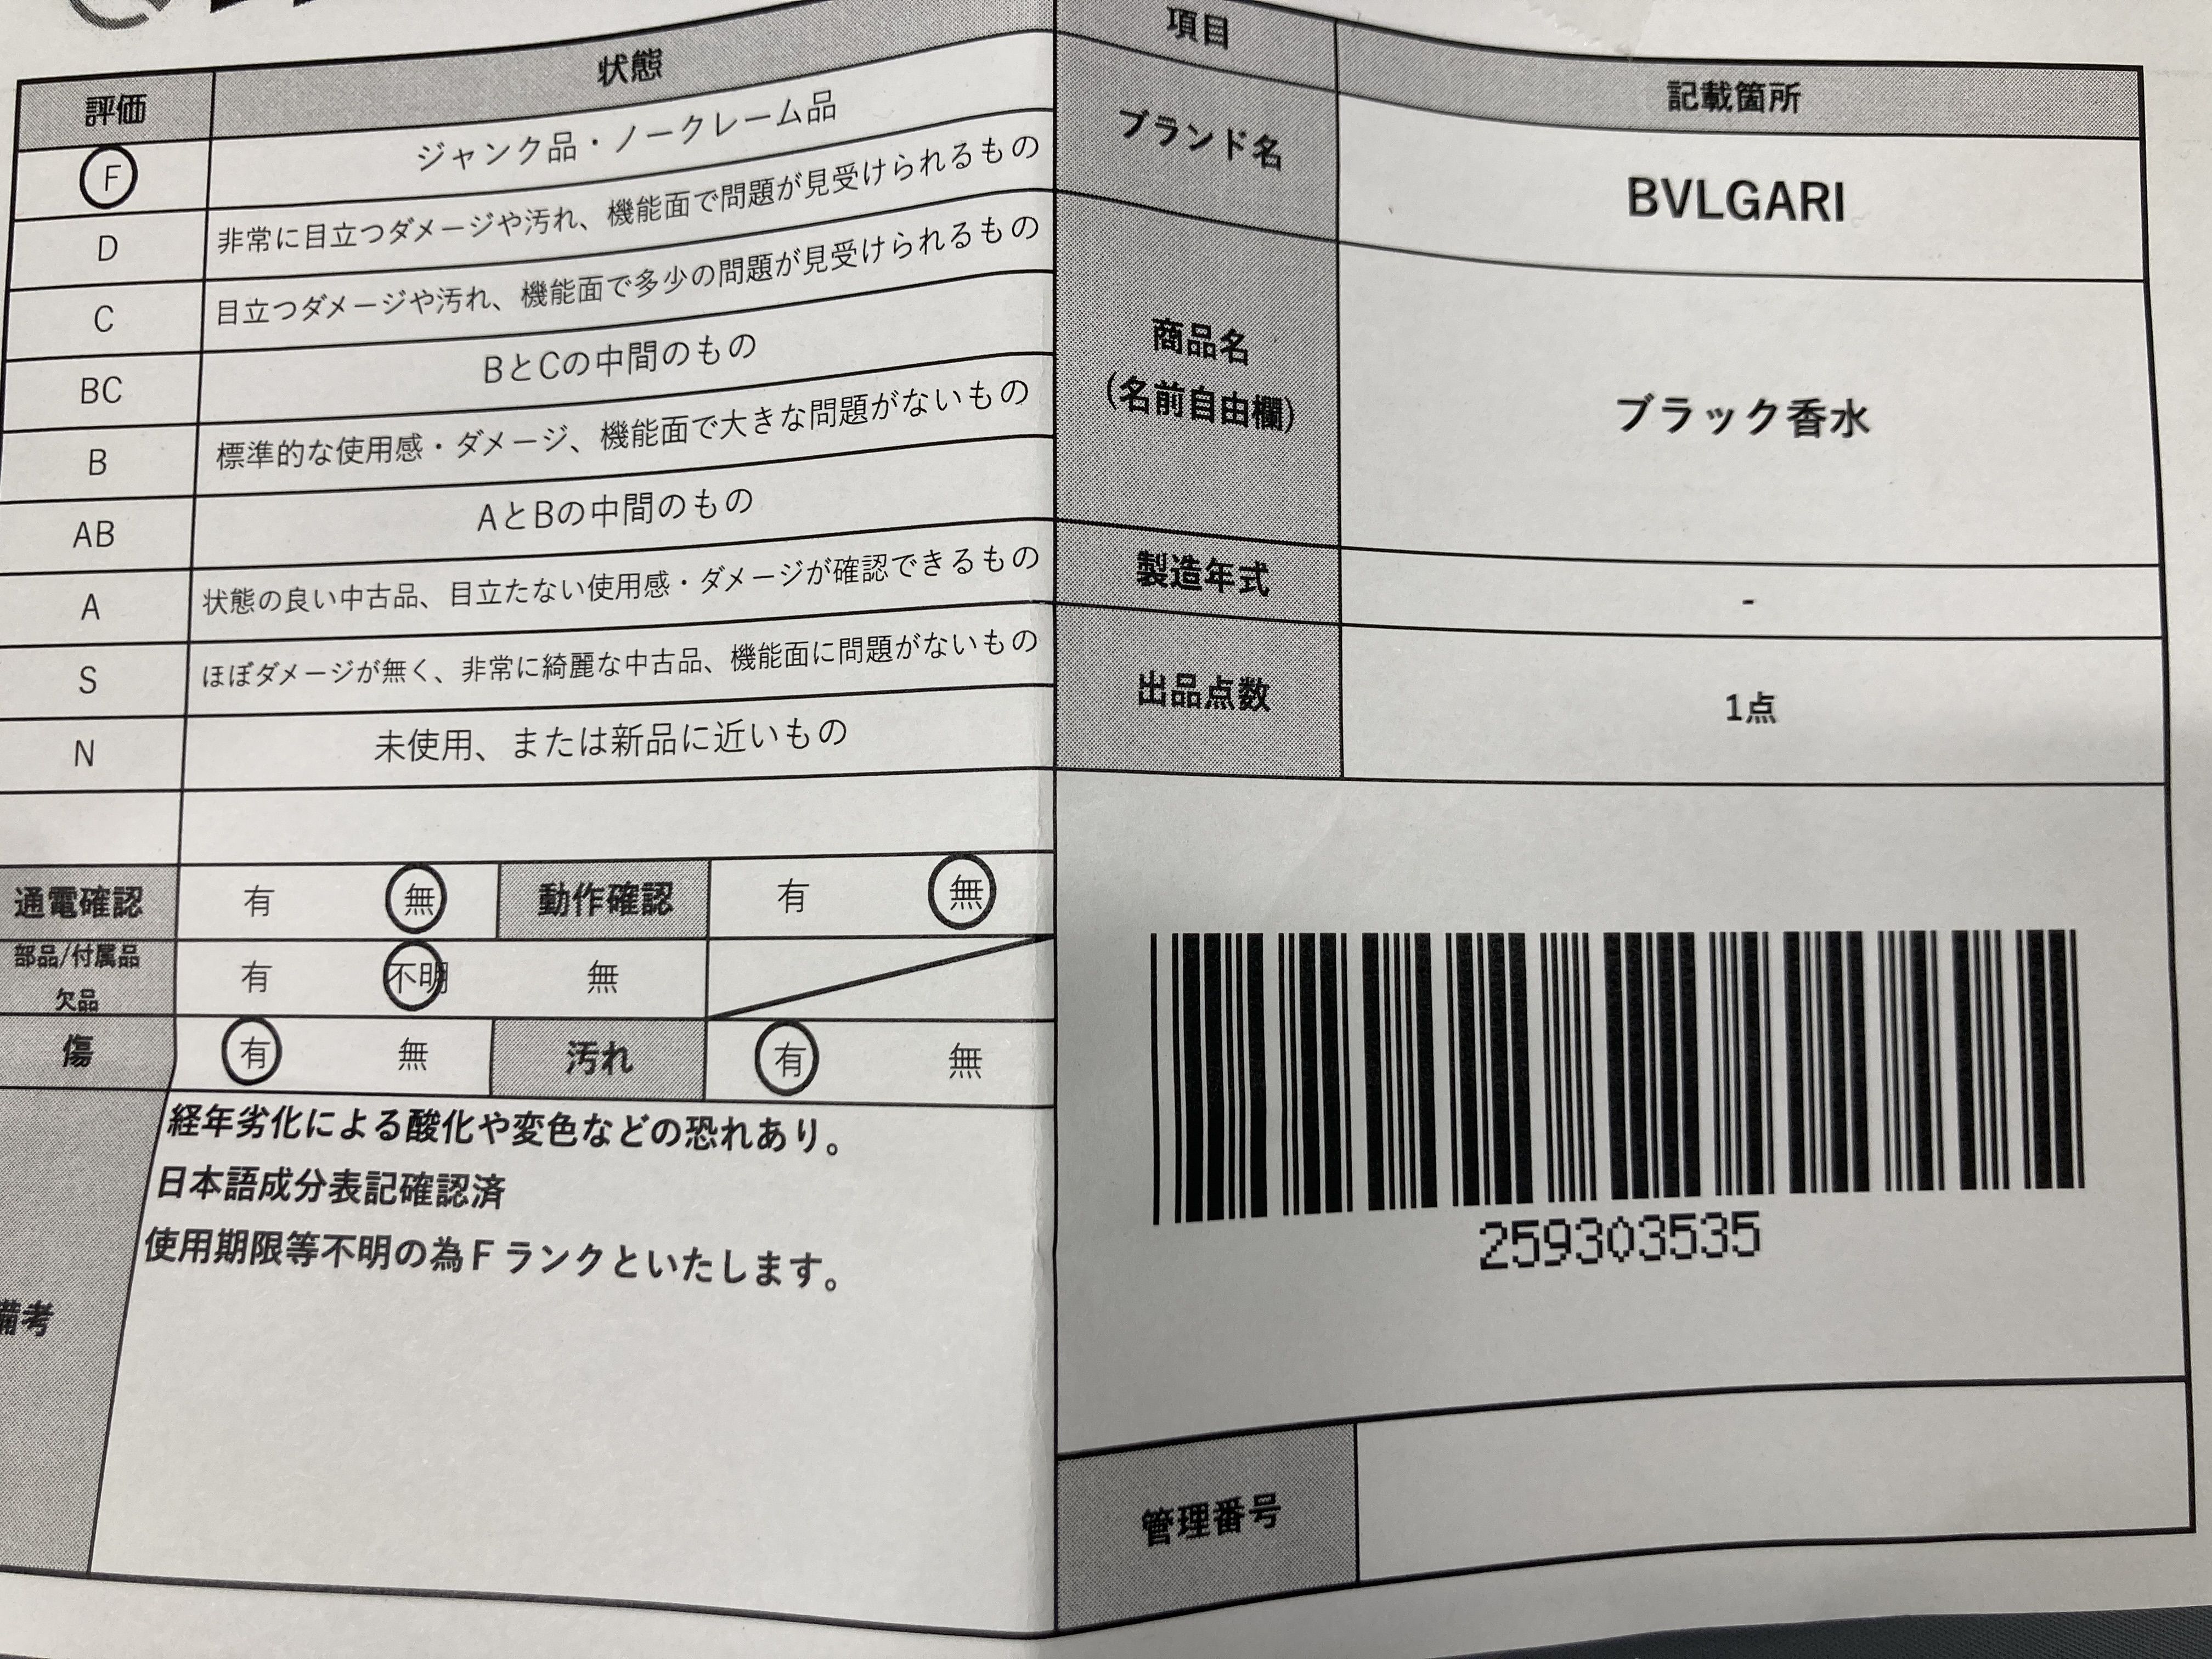 評価 状態
F ジャンク品・ノークレーム品
D 非常に目立つダメージや汚れ、機能面で問題が見受けられるもの
C 目立つダメージや汚れ、機能面で多少の問題が見受けられるもの
BC BとCの中間のもの
B 標準的な使用感・ダメージ、機能面で大きな問題がないもの
AB AとBの中間のもの
A 状態の良い中古品、目立たない使用感・ダメージが確認できるもの
S ほぼダメージが無く、非常に綺麗な中古品、機能面に問題がないもの
N 未使用、または新品に近いもの
通電確認 有 無 動作確認 有 無
部品/付属品
欠品 有 不明 無
傷 有 無 汚れ 有 無
備考
経年劣化による酸化や変色などの恐れあり。
日本語成分表記確認済
使用期限等不明の為Fランクといたします。
項目 記載箇所
ブランド名 BVLGARI
商品名
(名前自由欄) ブラック香水
製造年式 -
出品点数 1点
259303535
管理番号